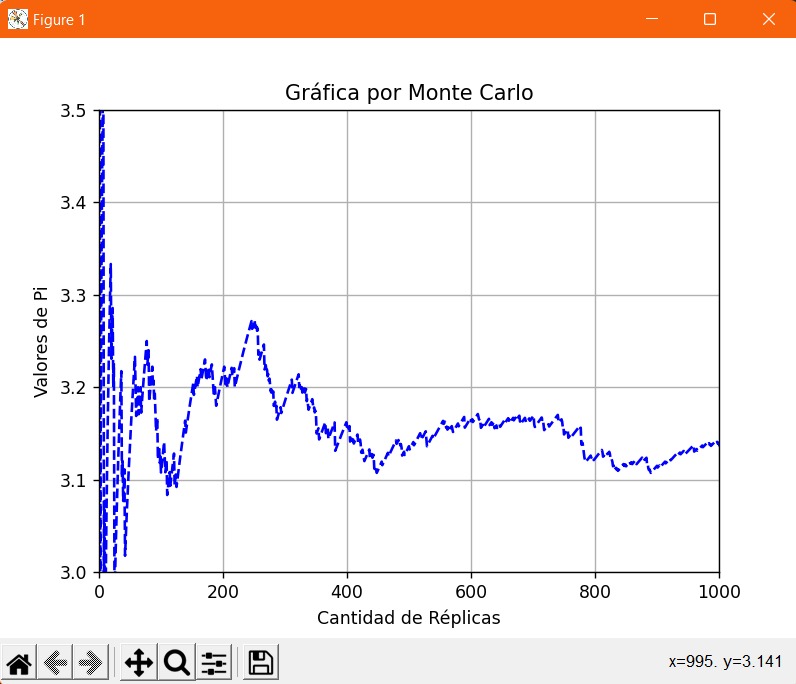 Figure 1
Gráfica por Monte Carlo
3.5
3.4
3.3
3.2
3.1
3.0
Valores de Pi
0 200 400 600 800 1000
Cantidad de Réplicas
x=995. y=3.141